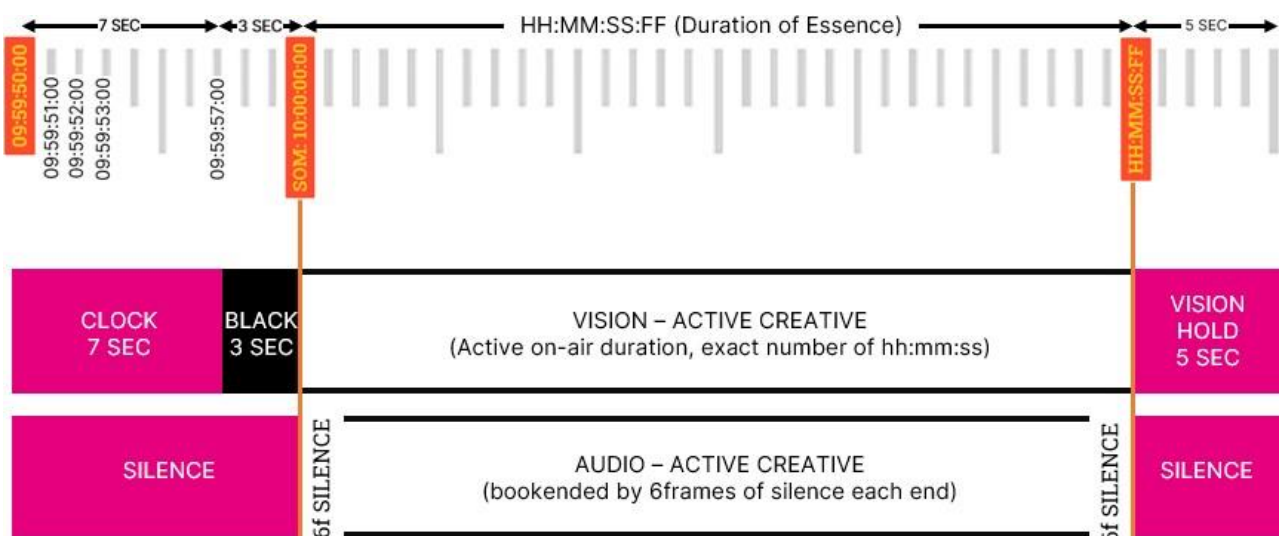 7 SEC
3 SEC
HH:MM:SS:FF (Duration of Essence)
5 SEC
09:59:50:00
09:59:51:00
09:59:52:00
09:59:53:00
09:59:57:00
SOM: 10:00:00:00
HH:MM:SS:FF
CLOCK
7 SEC
BLACK
3 SEC
VISION – ACTIVE CREATIVE
(Active on-air duration, exact number of hh:mm:ss)
VISION
HOLD
5 SEC
SILENCE
6f SILENCE
AUDIO – ACTIVE CREATIVE
(bookended by 6frames of silence each end)
6f SILENCE
SILENCE